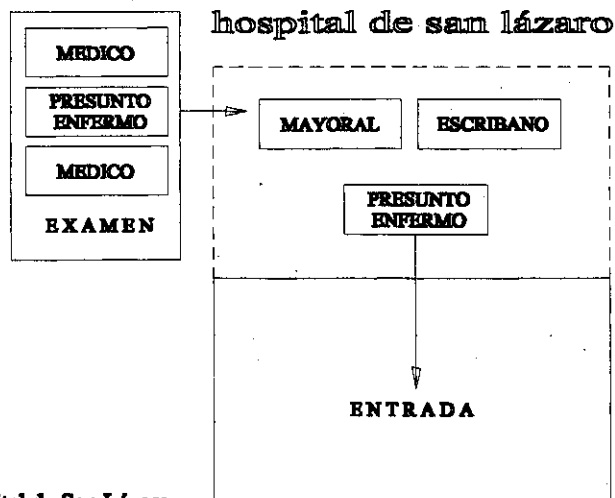 hospital de san lázaro
MEDICO
PRESUNTO
ENFERMO
MEDICO
EXAMEN
MAYORAL
ESCRIBANO
PRESUNTO
ENFERMO
ENTRADA